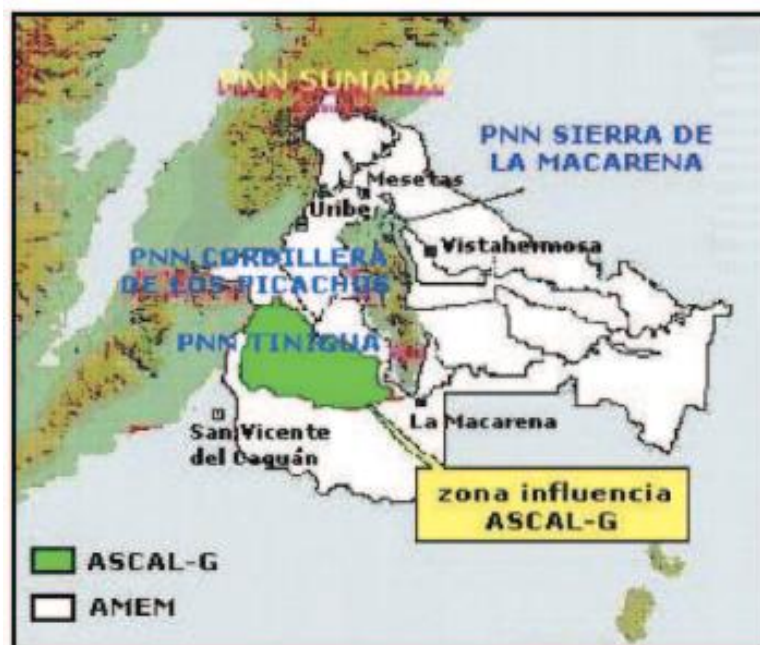 PNN SUMAPAZ
PNN SIERRA DE
LA MACARENA
Mesetas
Uribe
Vistahermosa
PNN CORDILLERA
DE LOS PICACHOS
PNN TINIGUA
La Macarena
San Vicente
del Caguán
zona influencia
ASCAL-G
ASCAL-G
AMEM